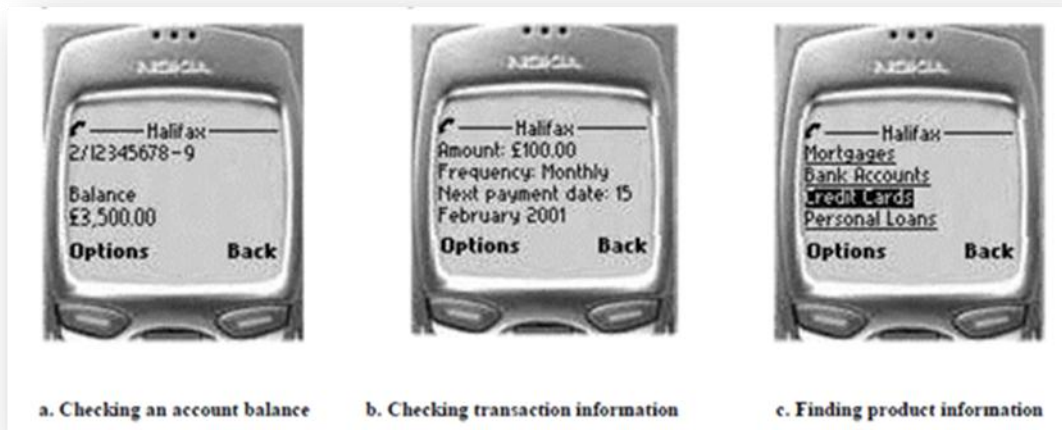 NOKIA
Halifax
2/12345678-9
Balance
£3,500.00
Options Back
a. Checking an account balance
NOKIA
Halifax
Amount: £100.00
Frequency: Monthly
Next payment date: 15
February 2001
Options Back
b. Checking transaction information
NOKIA
Halifax
Mortgages
Bank Accounts
Credit Cards
Personal Loans
Options Back
c. Finding product information